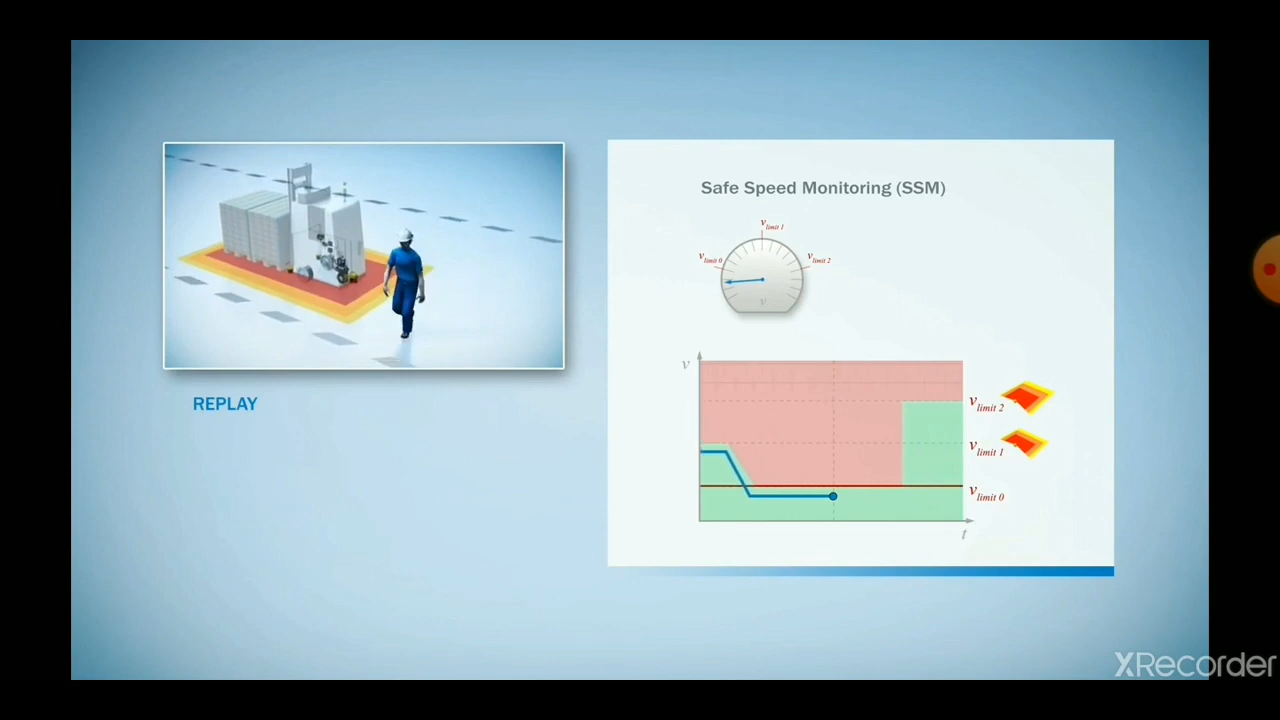 Safe Speed Monitoring (SSM)
v limit 1
v limit 0
v limit 2
v
REPLAY
v
v limit 2
v limit 1
v limit 0
t
XRecorder